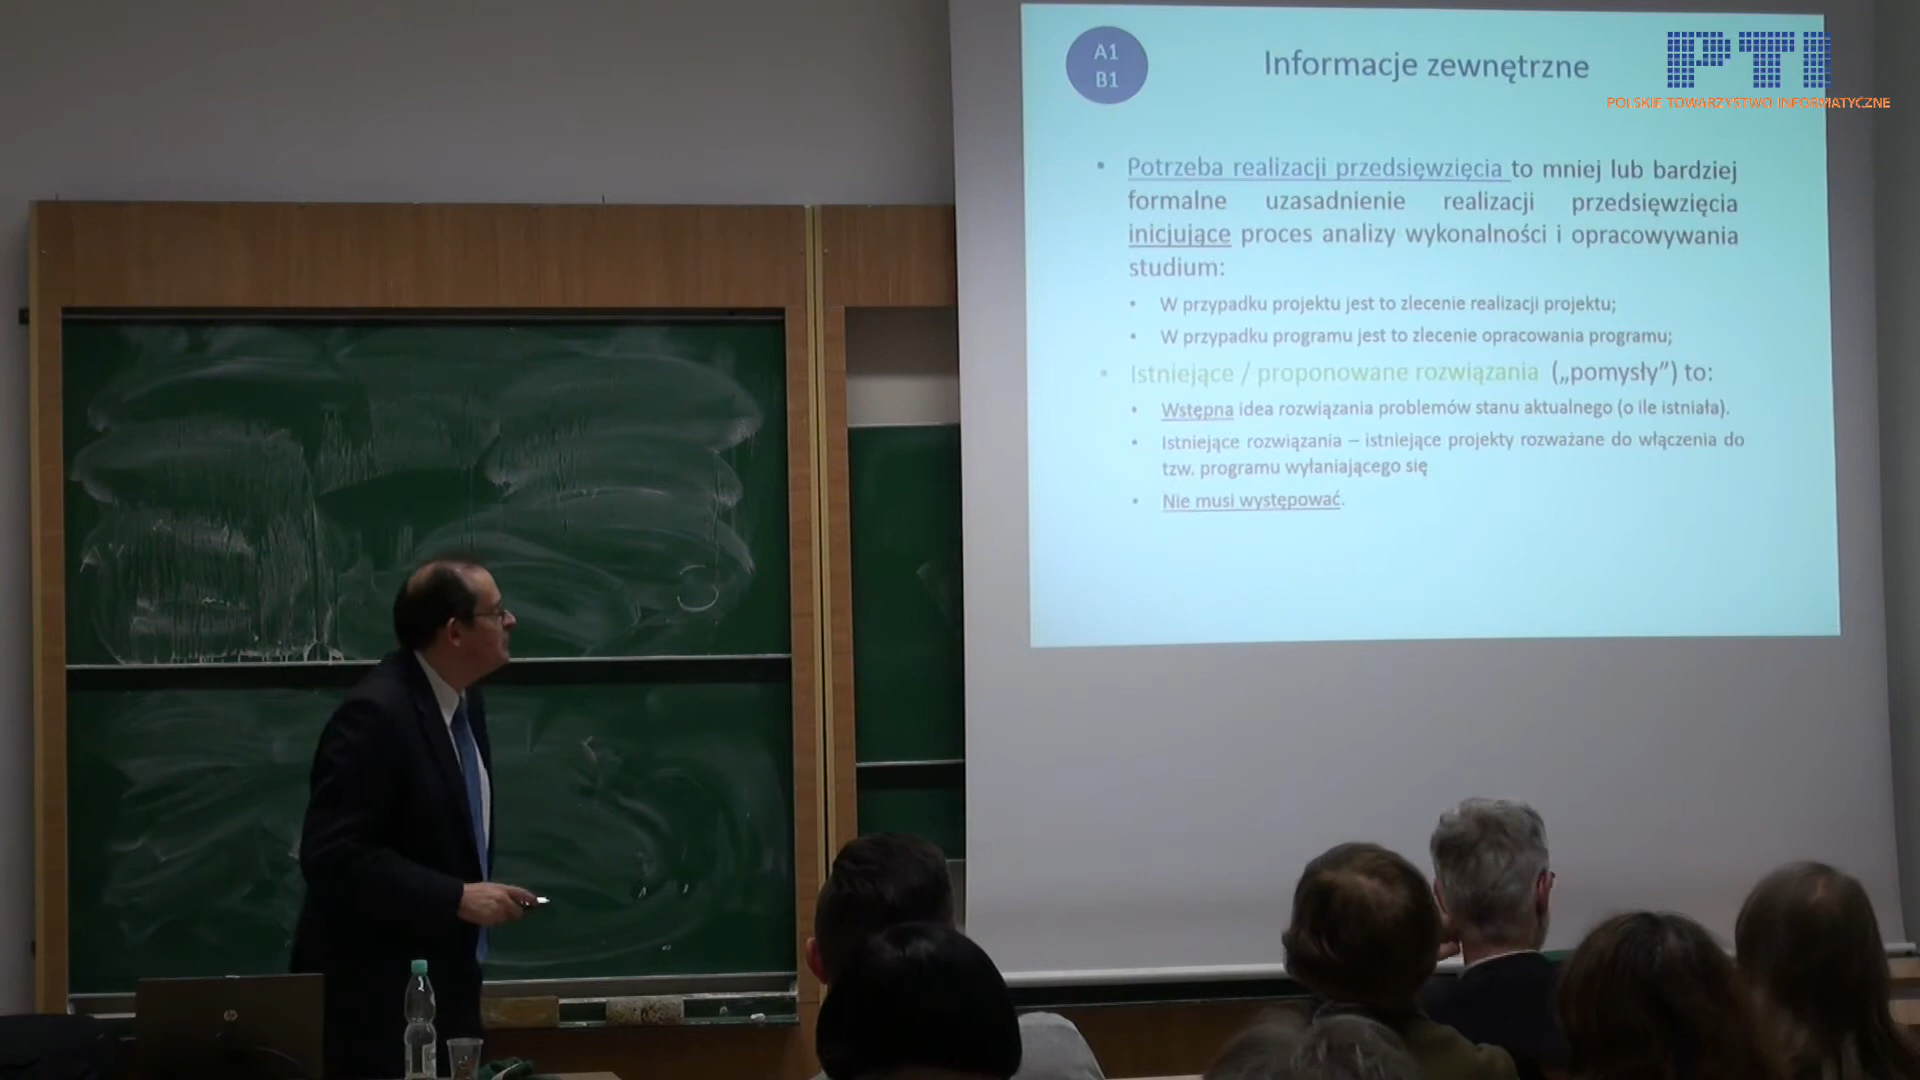 A1
B1
Informacje zewnętrzne
PTI
POLSKIE TOWARZYSTWO INFORMATYCZNE
• Potrzeba realizacji przedsięwzięcia to mniej lub bardziej
formalne uzasadnienie realizacji przedsięwzięcia
inicjujące proces analizy wykonalności i opracowywania
studium:
• W przypadku projektu jest to zlecenie realizacji projektu;
• W przypadku programu jest to zlecenie opracowania programu;
• Istniejące / proponowane rozwiązania („pomysły”) to:
• Wstępna idea rozwiązania problemów stanu aktualnego (o ile istniała).
• Istniejące rozwiązania – istniejące projekty rozważane do włączenia do
tzw. programu wyłaniającego się
• Nie musi występować.
hp